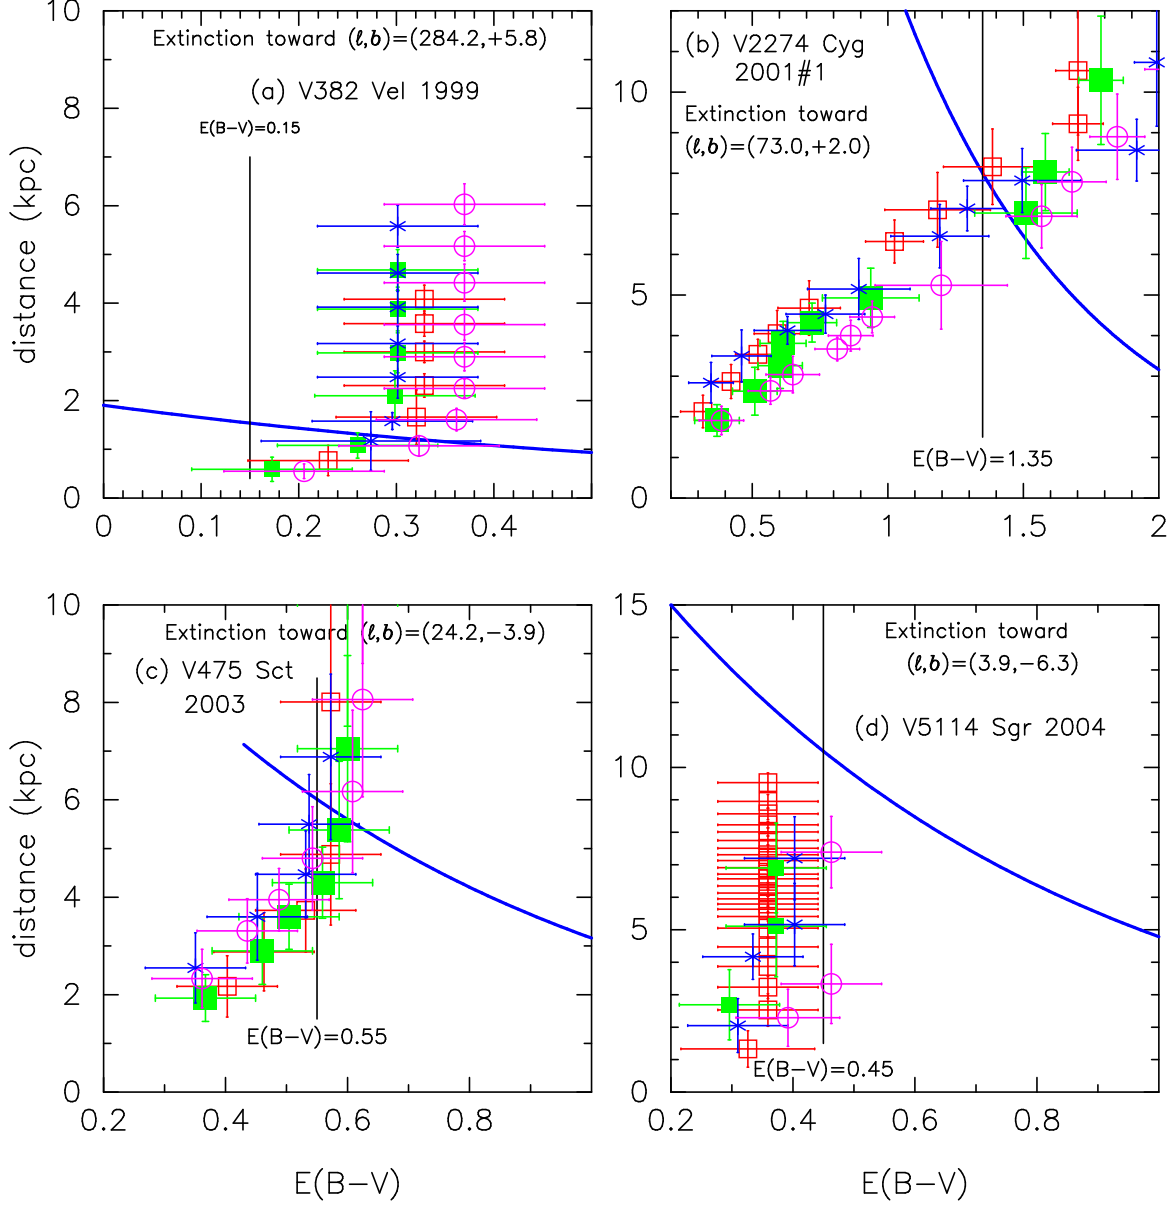 Extinction toward (ℓ,b)=(284.2,+5.8)
(a) V382 Vel 1999
E(B−V)=0.15
distance (kpc)
10
8
6
4
2
0
0 0.1 0.2 0.3 0.4
(b) V2274 Cyg
2001#1
Extinction toward
(ℓ,b)=(73.0,+2.0)
E(B−V)=1.35
10
5
0
0.5 1 1.5 2
Extinction toward (ℓ,b)=(24.2,−3.9)
(c) V475 Sct
2003
E(B−V)=0.55
distance (kpc)
10
8
6
4
2
0
0.2 0.4 0.6 0.8
E(B−V)
Extinction toward
(ℓ,b)=(3.9,−6.3)
(d) V5114 Sgr 2004
E(B−V)=0.45
15
10
5
0
0.2 0.4 0.6 0.8
E(B−V)